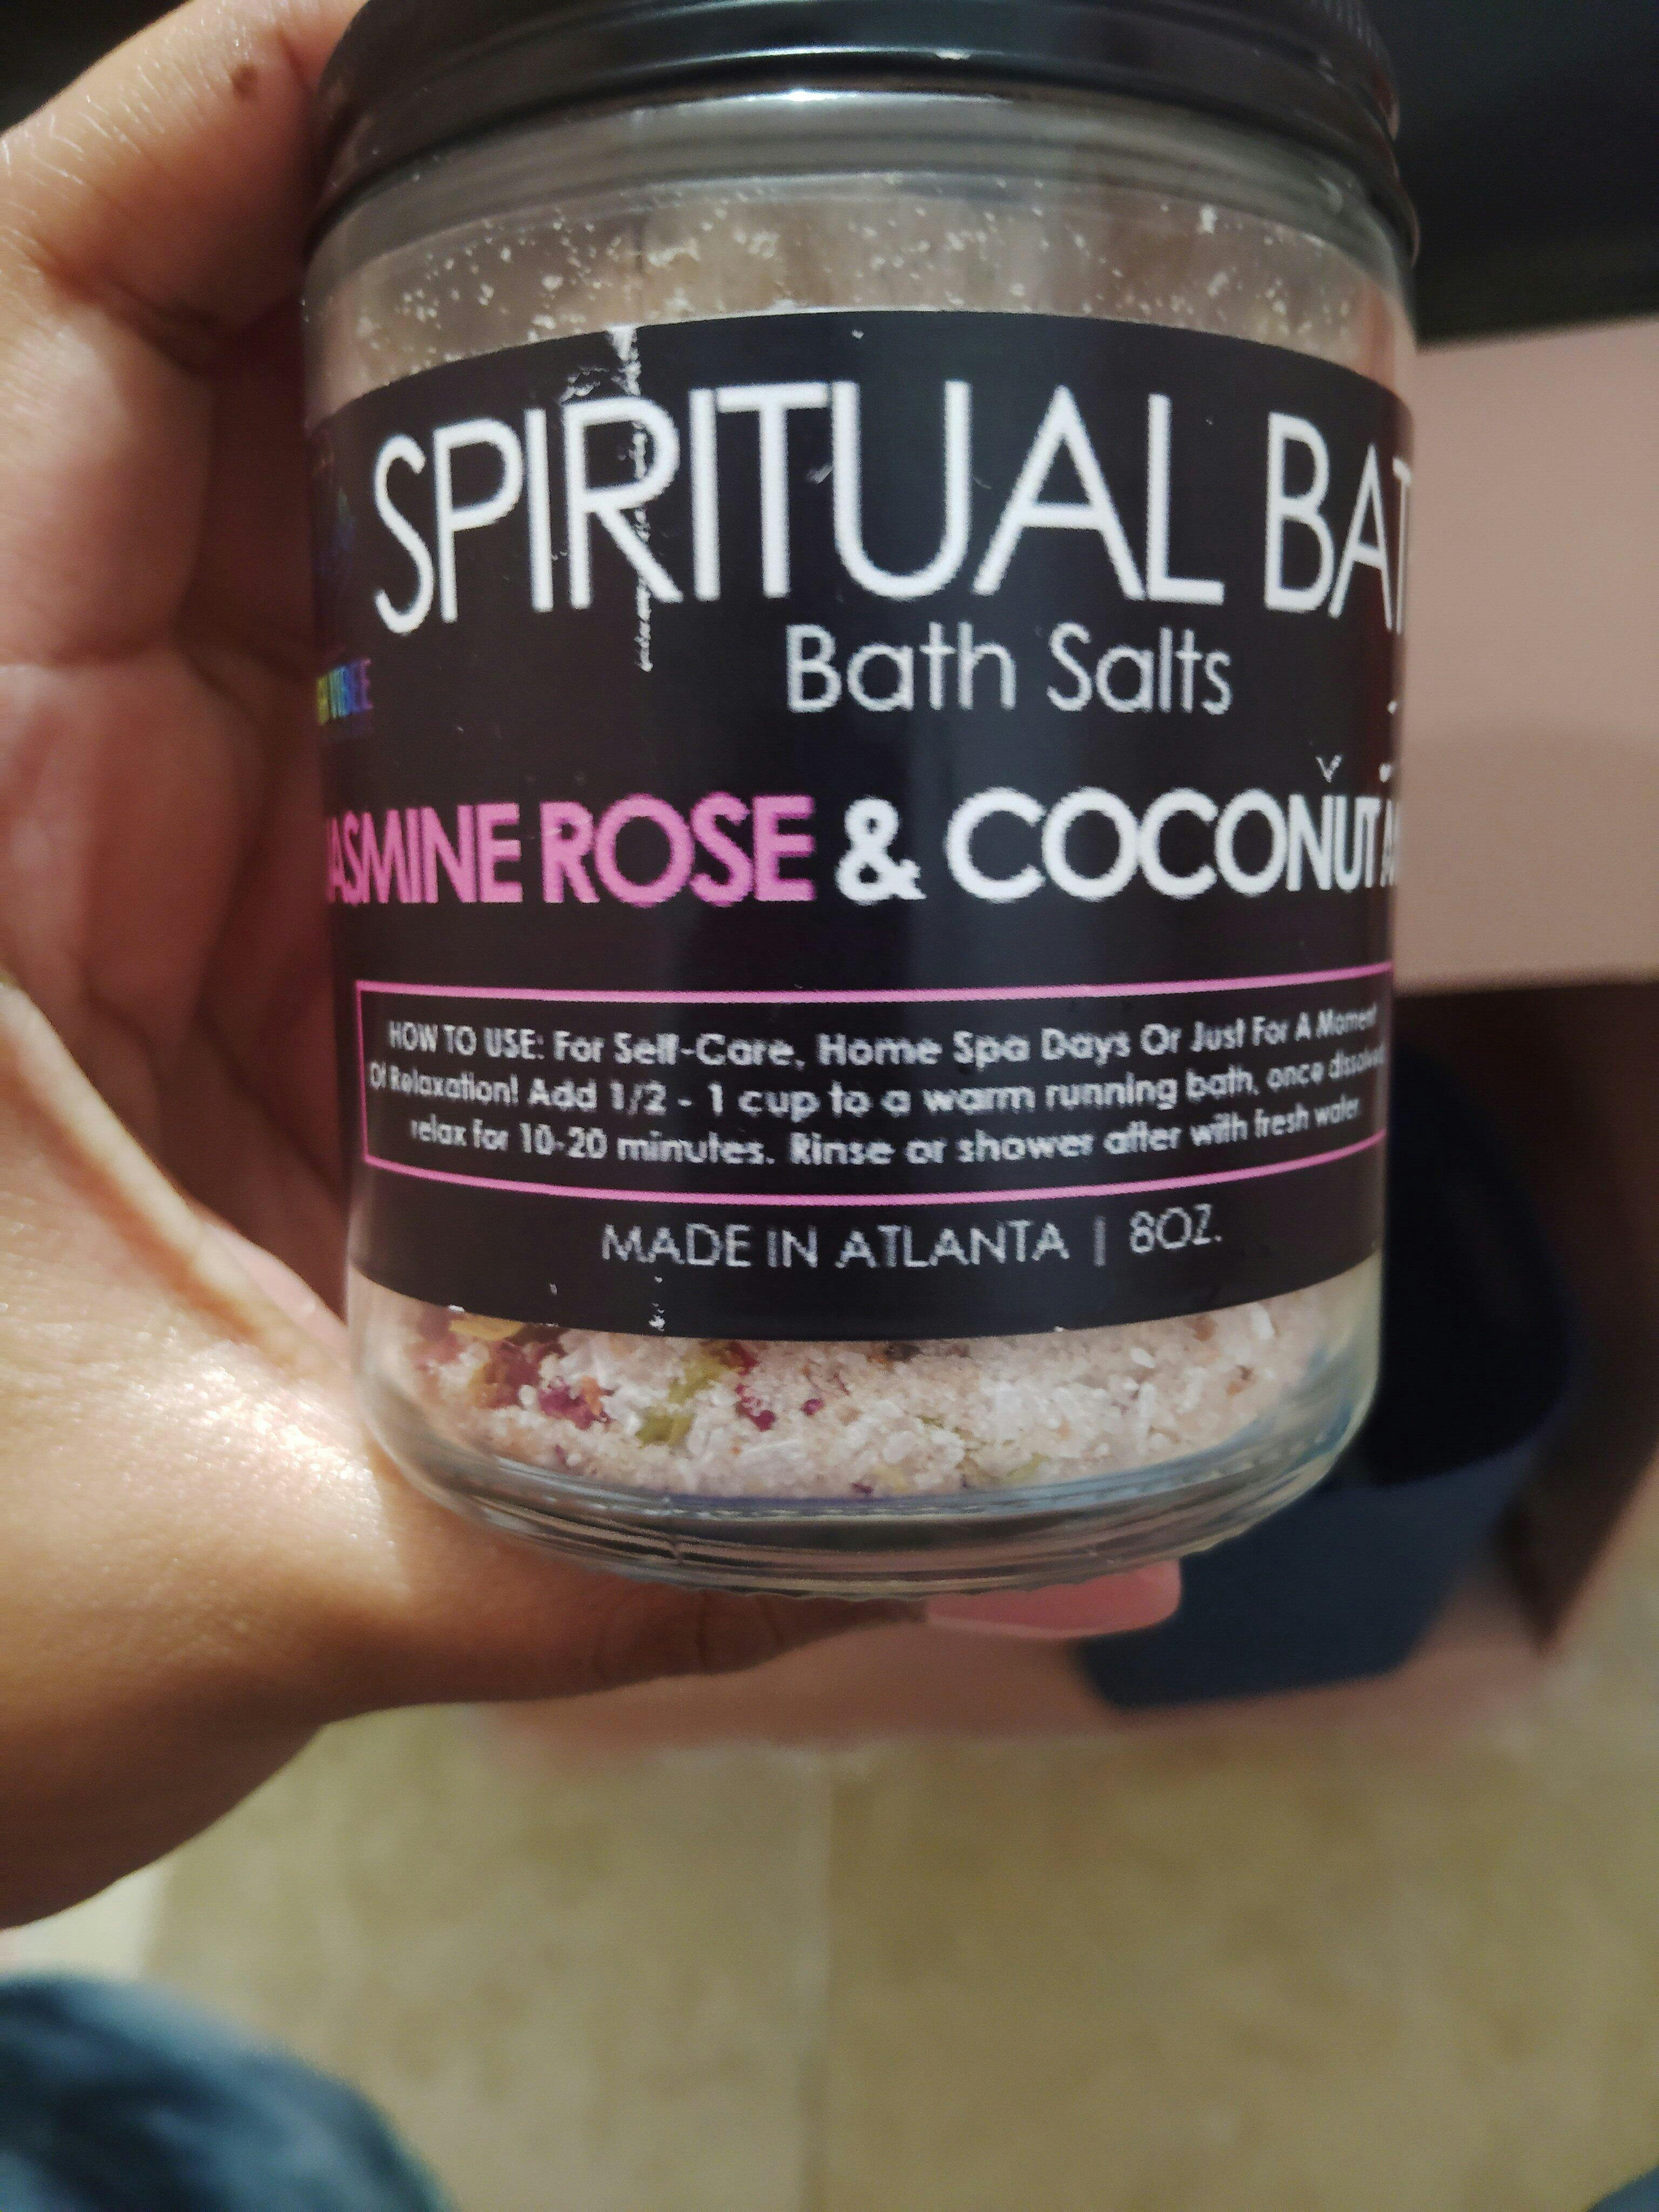 SPIRITUAL BAT
Bath Salts
JASMINE ROSE & COCONUT
HOW TO USE: For Self-Care, Home Spa Days Or Just For A Moment
Of Relaxation! Add 1/2 - 1 cup to a warm running bath, once dissolved
relax for 10-20 minutes. Rinse or shower after with fresh water.
MADE IN ATLANTA | 8OZ.